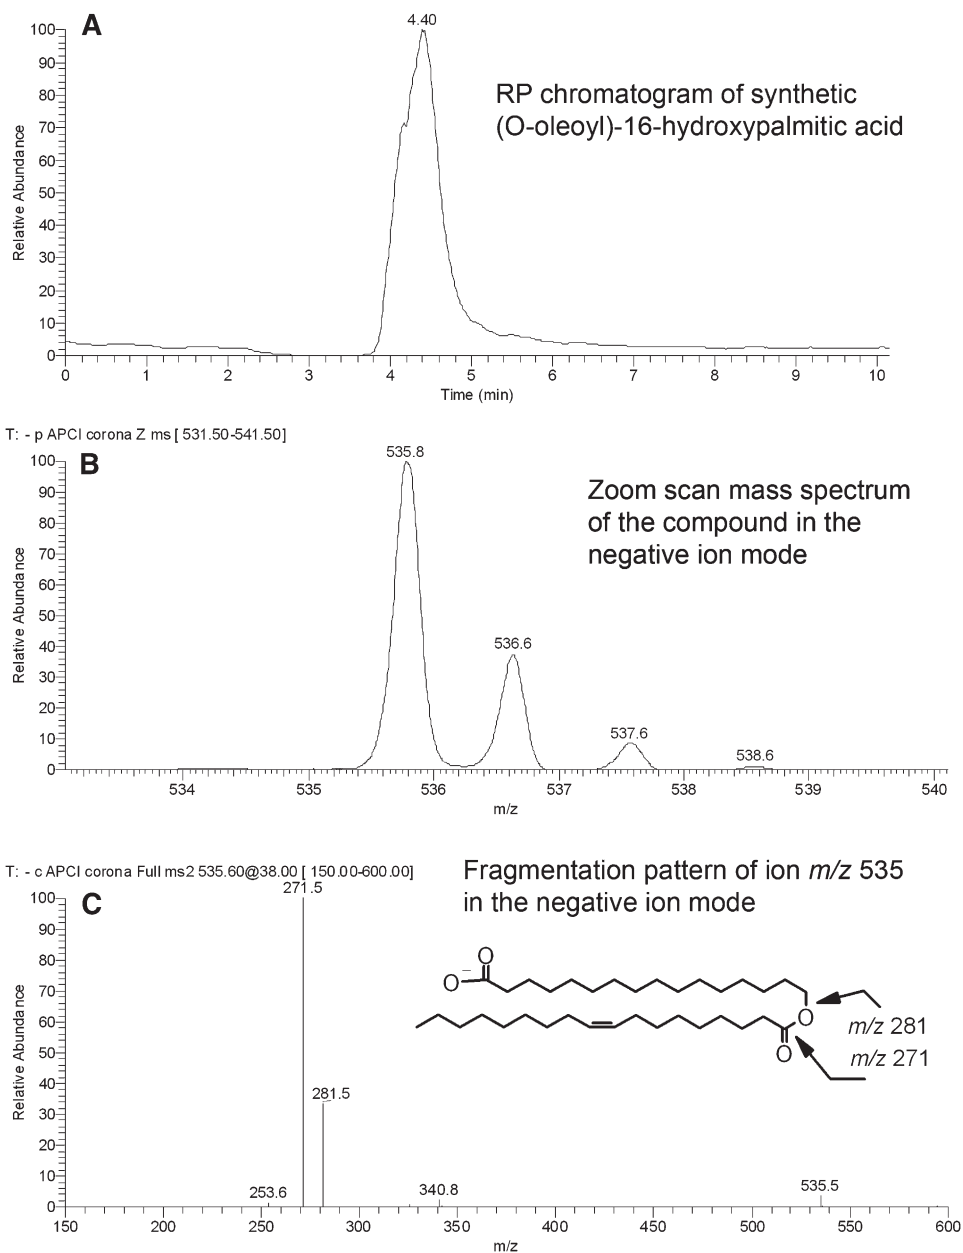 A
4.40
RP chromatogram of synthetic
(O-oleoyl)-16-hydroxypalmitic acid
Relative Abundance
100
90
80
70
60
50
40
30
20
10
0
0 1 2 3 4 5 6 7 8 9 10
Time (min)
T: - p APCI corona Z ms [ 531.50-541.50]
B
535.8
Zoom scan mass spectrum
of the compound in the
negative ion mode
536.6
537.6
538.6
Relative Abundance
100
90
80
70
60
50
40
30
20
10
0
534 535 536 537 538 539 540
m/z
T: - c APCI corona Full ms2 535.60@38.00 [ 150.00-600.00]
C
271.5
Fragmentation pattern of ion m/z 535
in the negative ion mode
O
O –
O
m/z 281
O
m/z 271
281.5
253.6
340.8
535.5
Relative Abundance
100
90
80
70
60
50
40
30
20
10
0
150 200 250 300 350 400 450 500 550 600
m/z